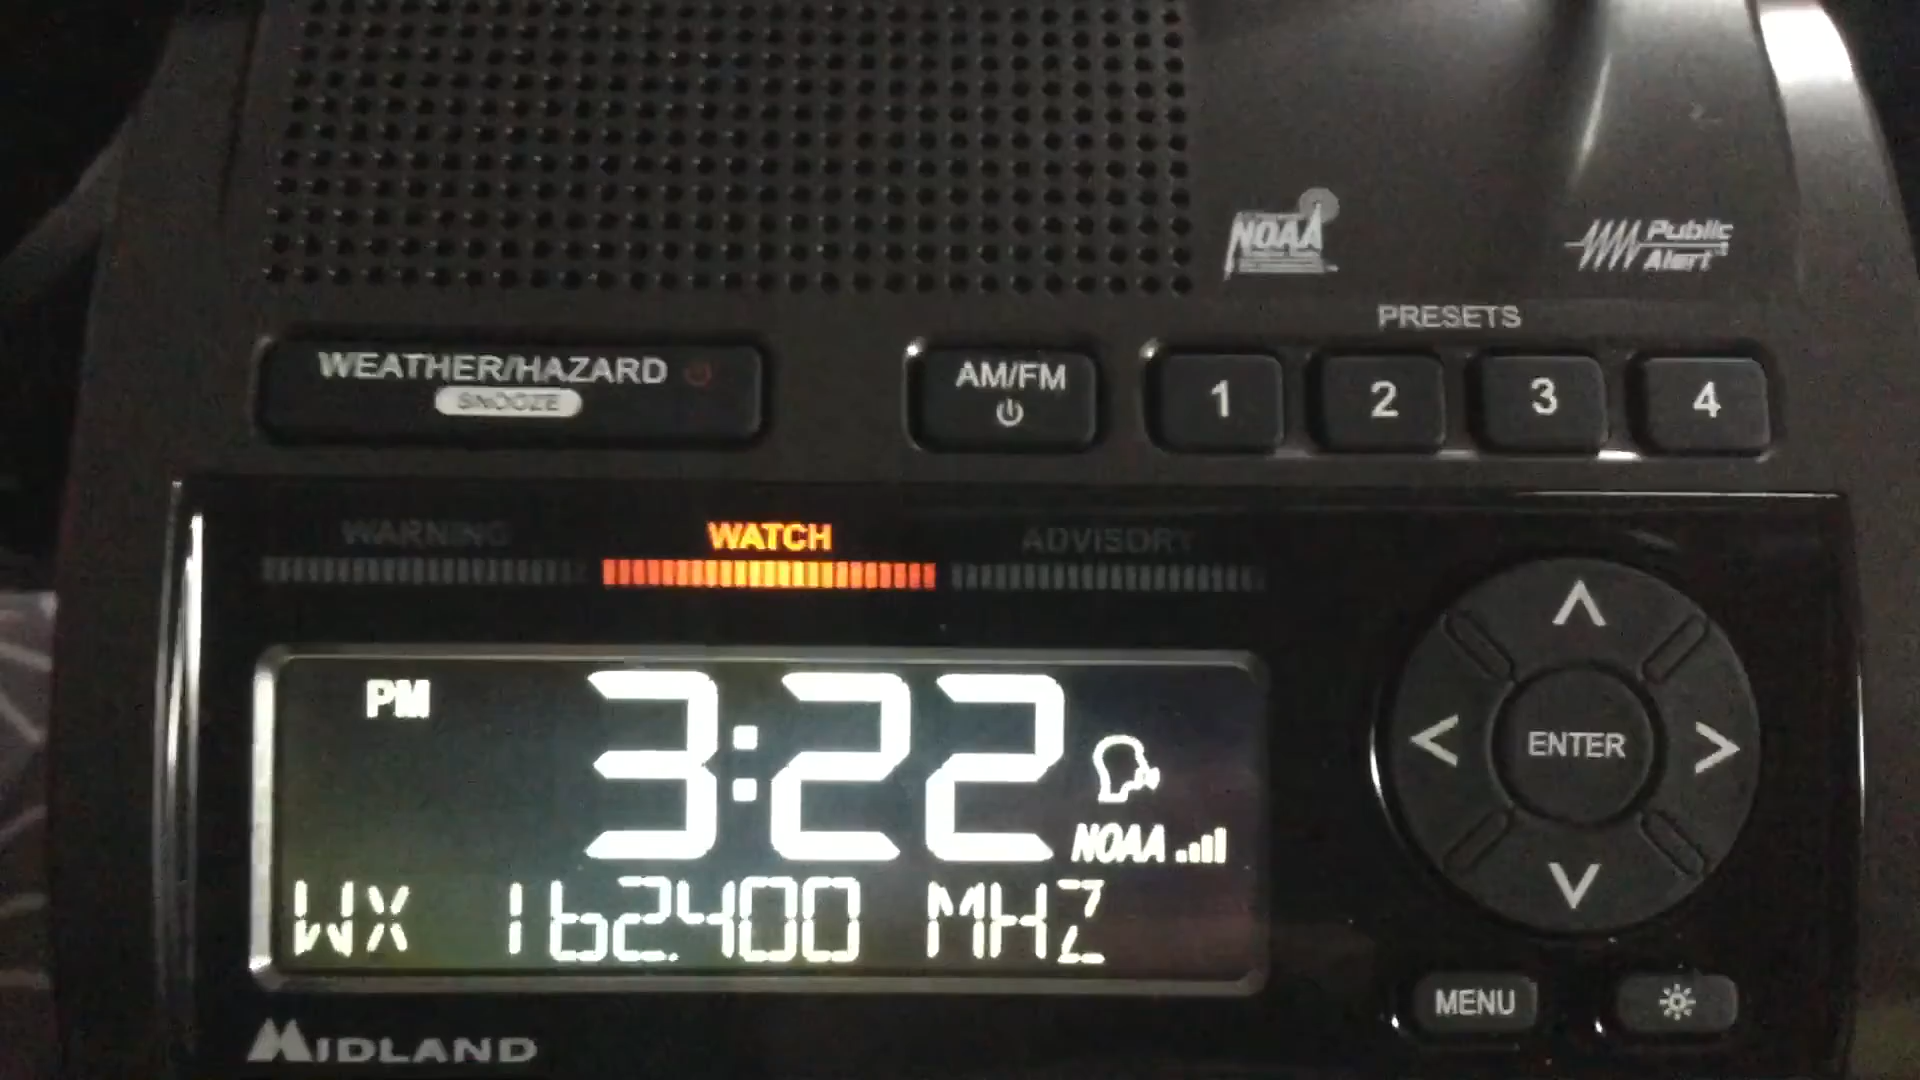 NOAA
Public Alert
PRESETS
WEATHER/HAZARD
SNOOZE
AM/FM
1 2 3 4
WARNING WATCH ADVISORY
PM 3:22
NOAA
WX 162.400 MHZ
<
>
ENTER
MENU
MIDLAND